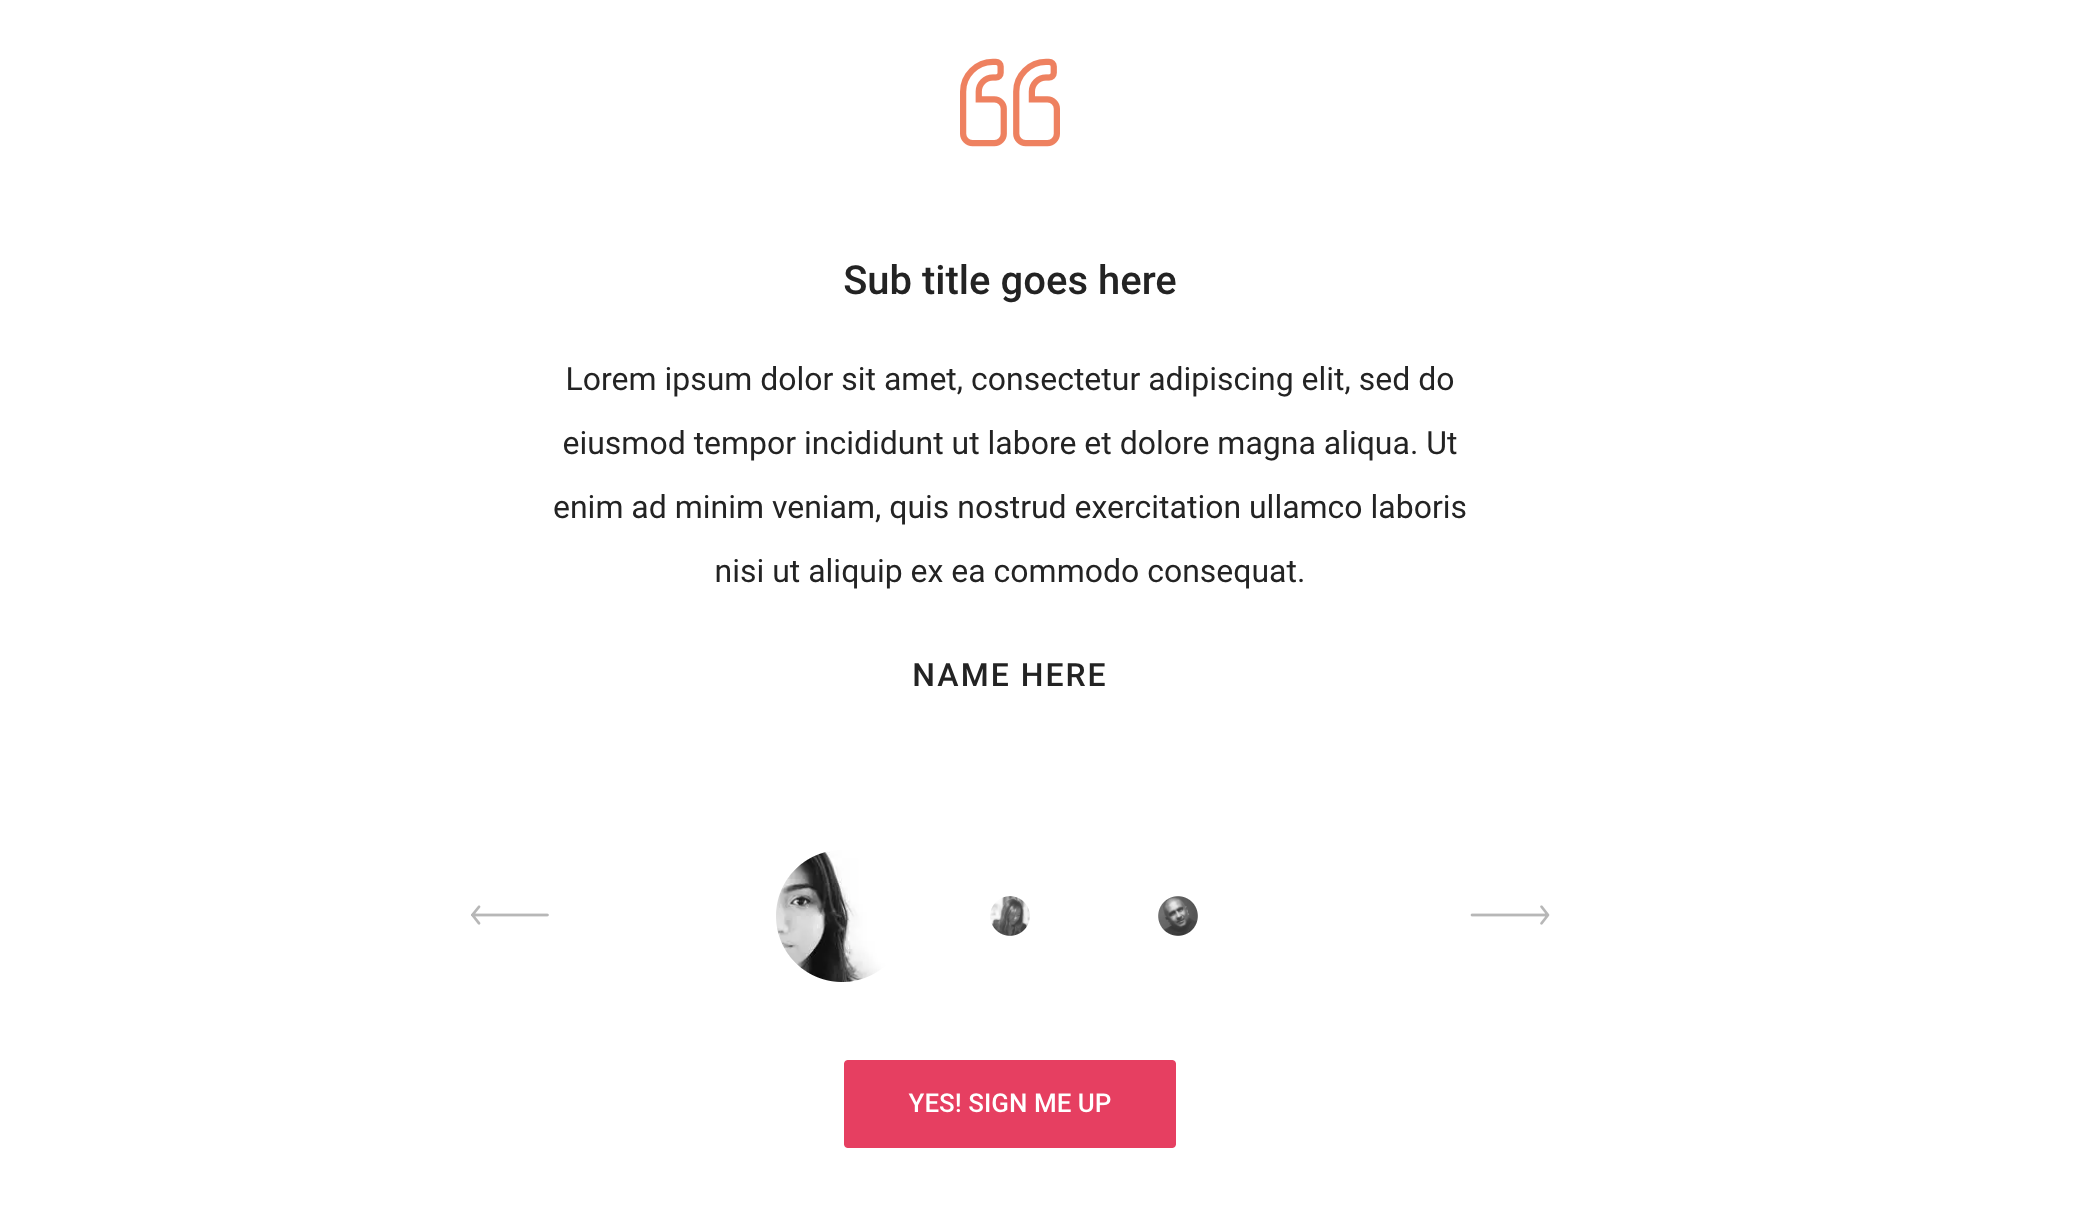 Sub title goes here
Lorem ipsum dolor sit amet, consectetur adipiscing elit, sed do
eiusmod tempor incididunt ut labore et dolore magna aliqua. Ut
enim ad minim veniam, quis nostrud exercitation ullamco laboris
nisi ut aliquip ex ea commodo consequat.
NAME HERE
YES! SIGN ME UP